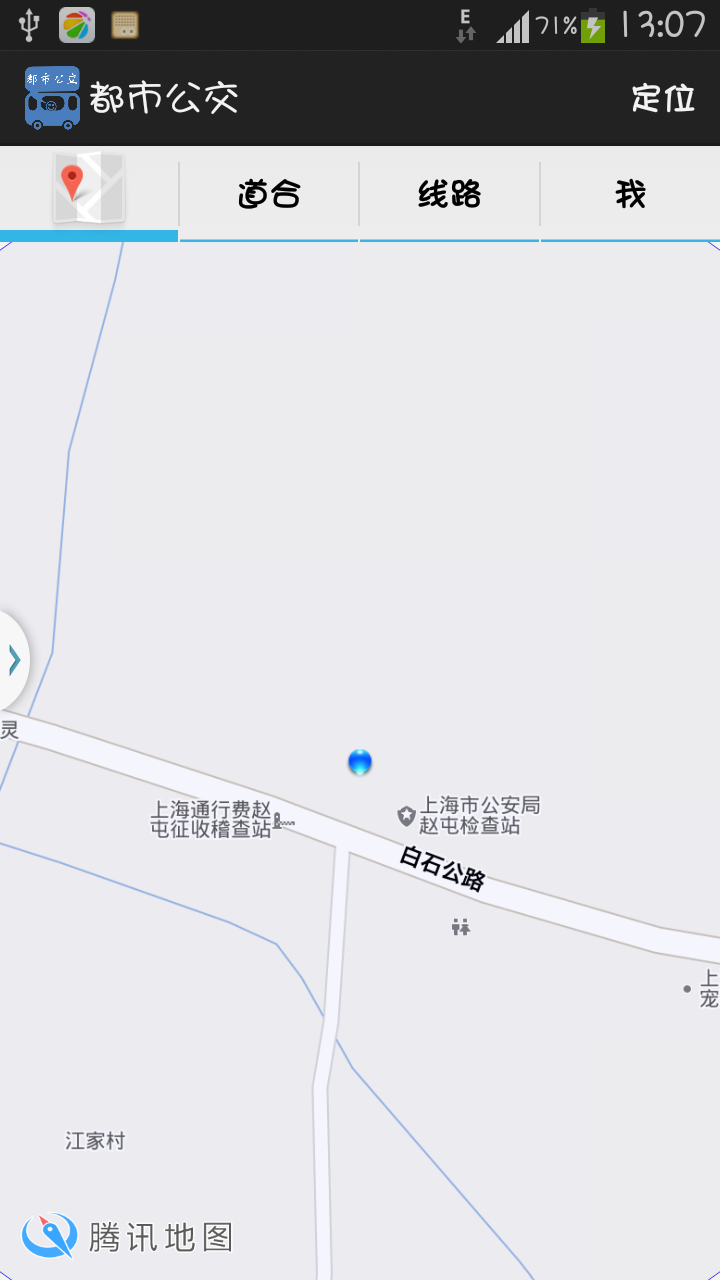 E
71%
13:07
都市公交
都市公交
定位
道合
线路
我
灵
上海通行费赵
屯征收稽查站
上海市公安局
赵屯检查站
白石公路
上
宠
江家村
腾讯地图